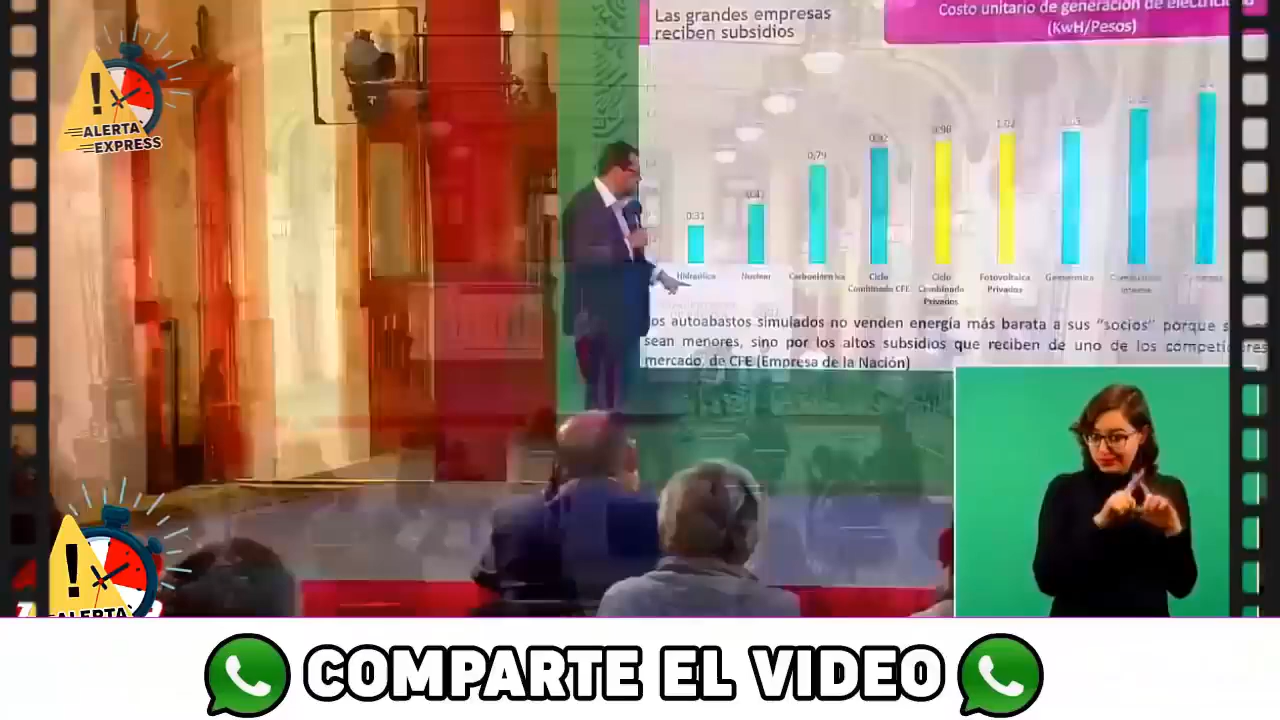 Las grandes empresas
reciben subsidios
Costo unitario de generación de electrici
(KwH/Pesos)
0.31
0.79
0.92
0.98
1.02
Hidráulica
Nuclear
Carboeléctrica
Ciclo
Combinado CFE
Ciclo
Combinado
Privados
Fotovoltaica
Privados
Geotérmica
los autoabastos simulados no venden energía más barata a sus "socios" porque s
sean menores, sino por los altos subsidios que reciben de uno de los competidores
mercado, de CFE (Empresa de la Nación)
ALERTA
EXPRESS
ALERTA
COMPARTE EL VIDEO